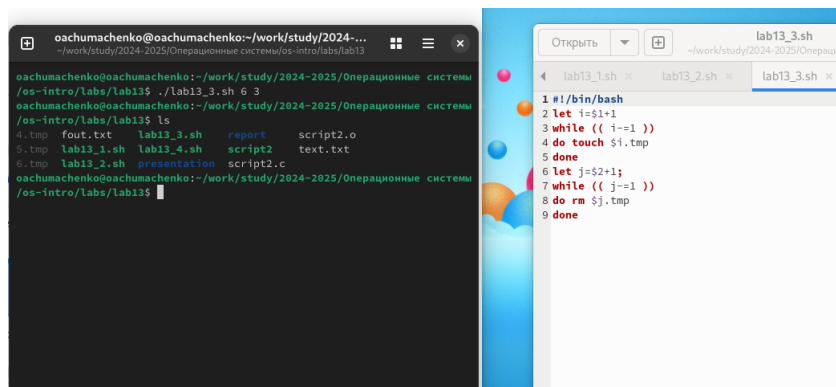 oachumachenko@oachumachenko:~/work/study/2024-...
~/work/study/2024-2025/Операционные системы/os-intro/labs/lab13
oachumachenko@oachumachenko:~/work/study/2024-2025/Операционные системы
/os-intro/labs/lab13$ ./lab13_3.sh 6 3
oachumachenko@oachumachenko:~/work/study/2024-2025/Операционные системы
/os-intro/labs/lab13$ ls
4.tmp fout.txt lab13_3.sh report script2.o
5.tmp lab13_1.sh lab13_4.sh script2 text.txt
6.tmp lab13_2.sh presentation script2.c
oachumachenko@oachumachenko:~/work/study/2024-2025/Операционные системы
/os-intro/labs/lab13$
Открыть
lab13_3.sh
~/work/study/2024-2025/Операци
lab13_1.sh × lab13_2.sh × lab13_3.sh ×
1 #!/bin/bash
2 let i=$1+1
3 while (( i-=1 ))
4 do touch $i.tmp
5 done
6 let j=$2+1;
7 while (( j-=1 ))
8 do rm $j.tmp
9 done